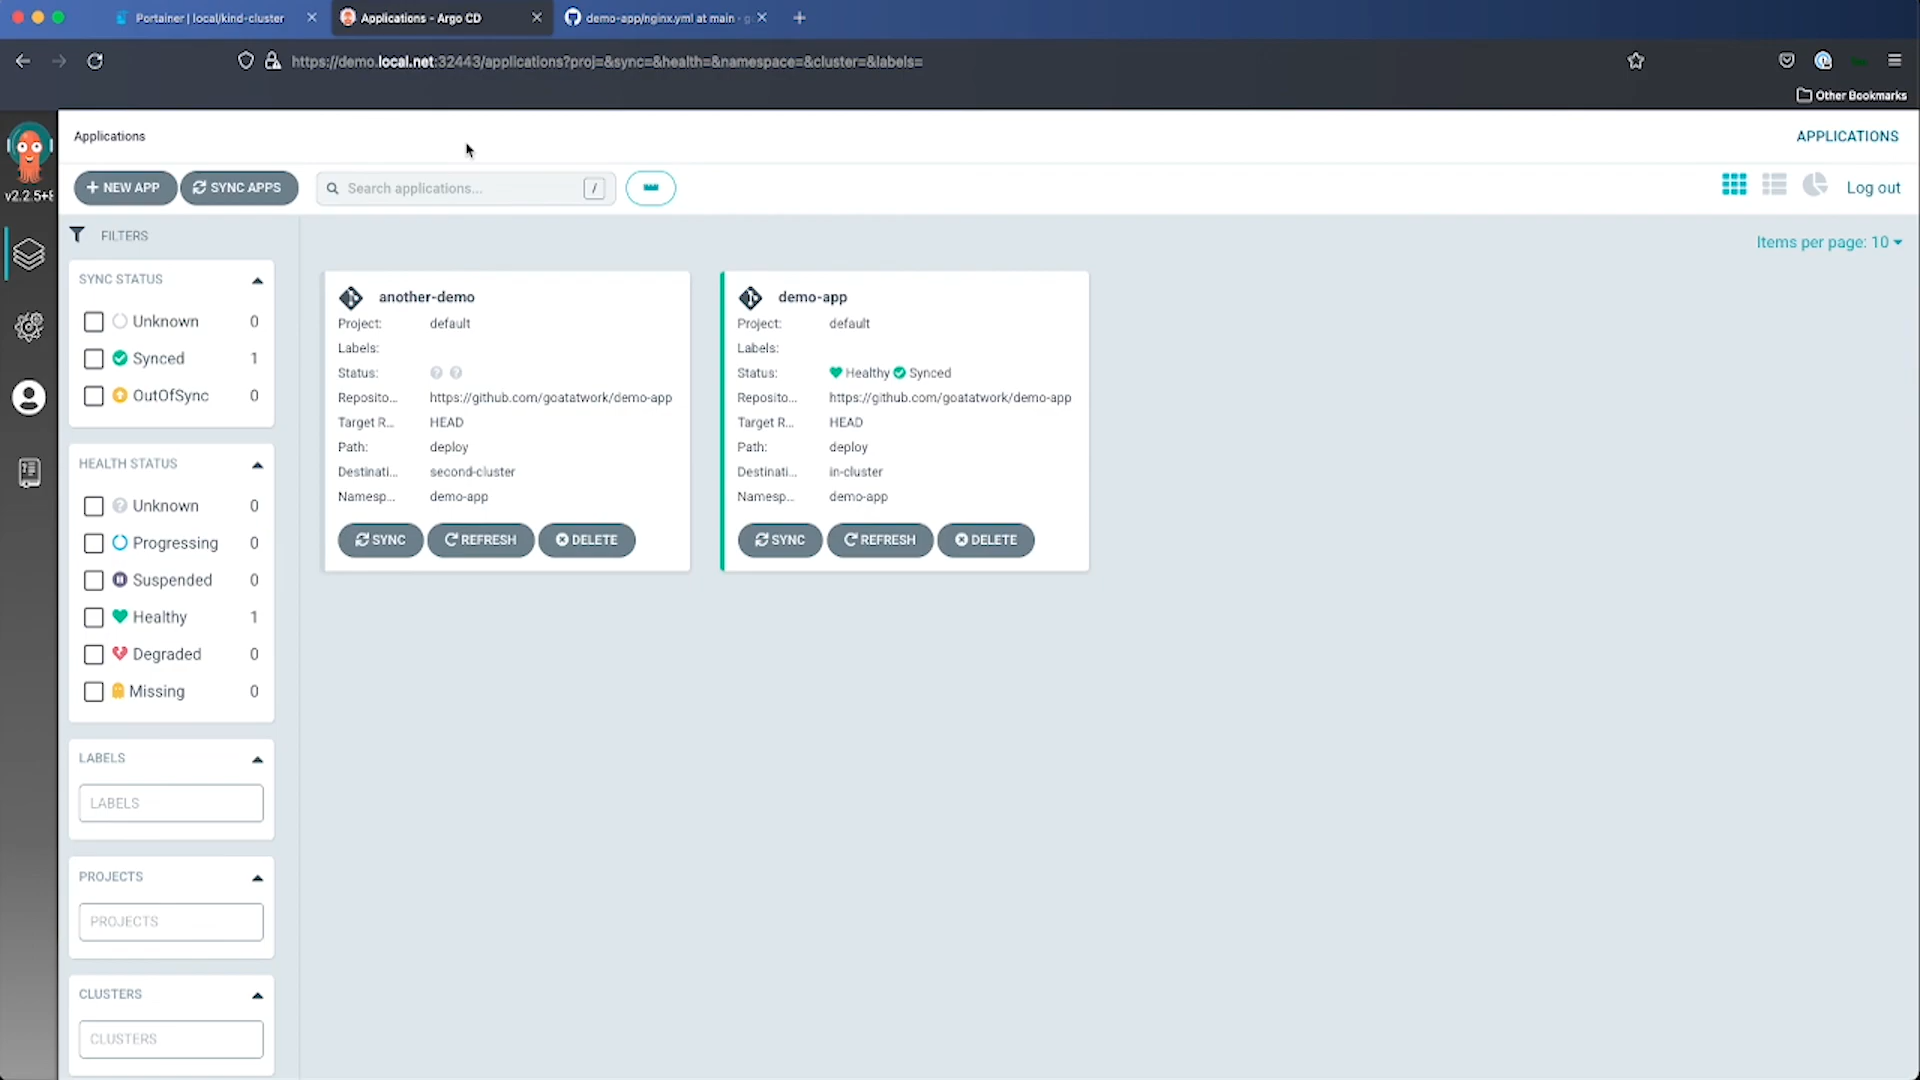 Portainer | local/kind-cluster
Applications - Argo CD
demo-app/nginx.yml at main · g
https://demo.local.net:32443/applications?proj=&sync=&health=&namespace=&cluster=&labels=
Other Bookmarks
Applications
APPLICATIONS
v2.2.5+
NEW APP
SYNC APPS
Search applications...
/
Log out
FILTERS
Items per page: 10
SYNC STATUS
Unknown 0
Synced 1
OutOfSync 0
HEALTH STATUS
Unknown 0
Progressing 0
Suspended 0
Healthy 1
Degraded 0
Missing 0
LABELS
LABELS
PROJECTS
PROJECTS
CLUSTERS
CLUSTERS
another-demo
Project: default
Labels:
Status:
Reposito... https://github.com/goatatwork/demo-app
Target R... HEAD
Path: deploy
Destinati... second-cluster
Namesp... demo-app
SYNC
REFRESH
DELETE
demo-app
Project: default
Labels:
Status: Healthy Synced
Reposito... https://github.com/goatatwork/demo-app
Target R... HEAD
Path: deploy
Destinati... in-cluster
Namesp... demo-app
SYNC
REFRESH
DELETE